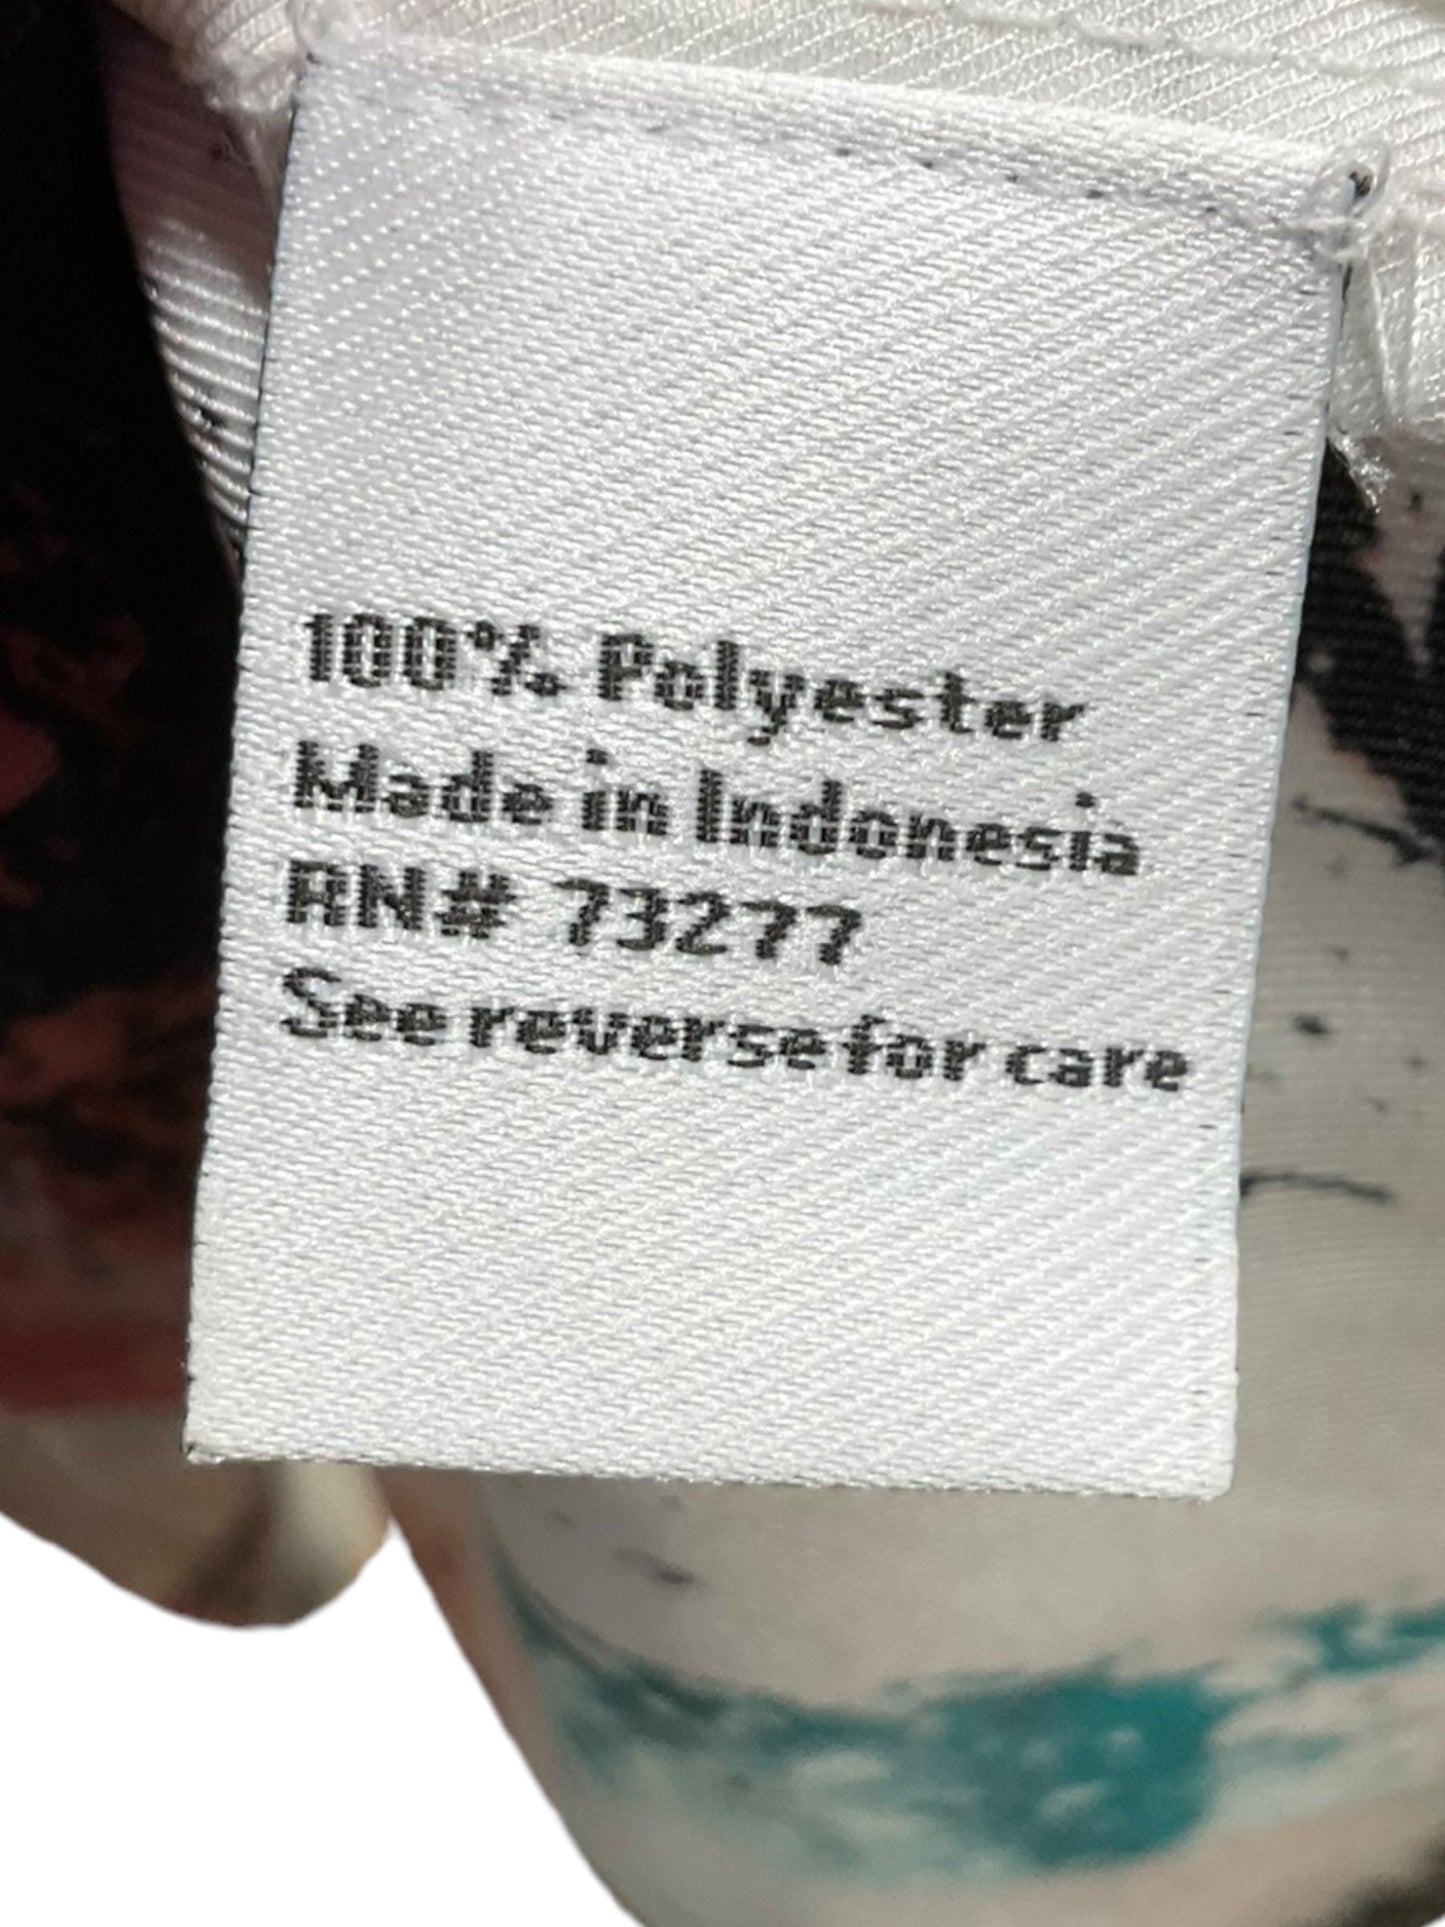 100% Polyester
Made in Indonesia
RN# 73277
See reverse for care